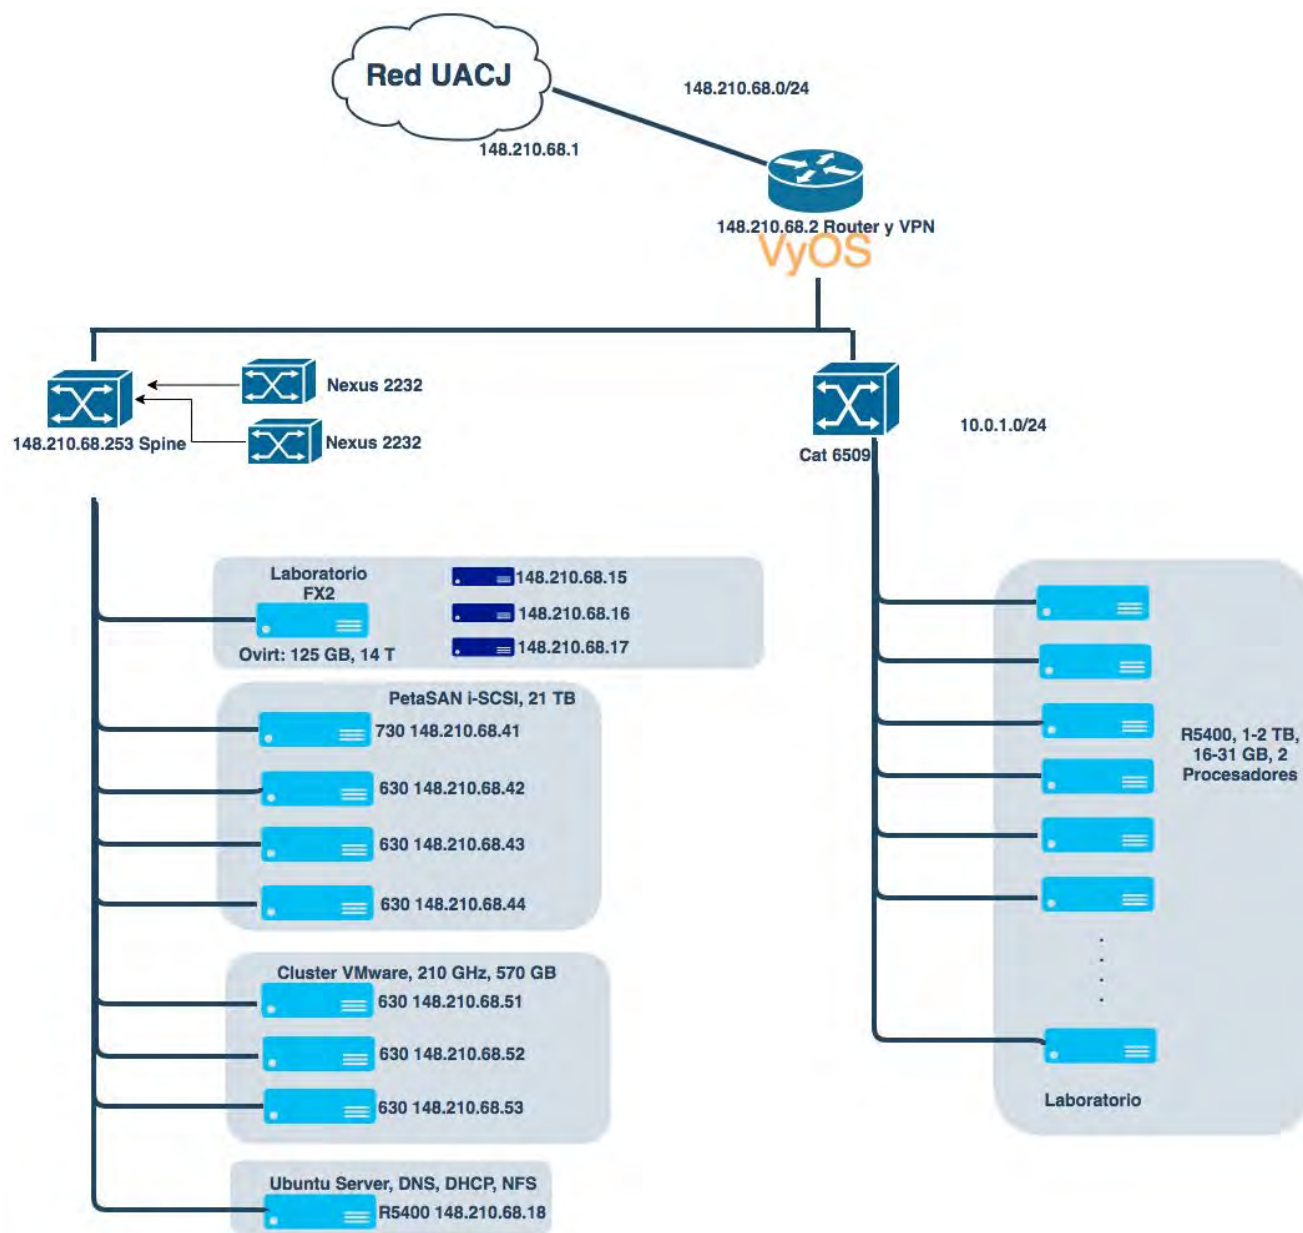 Red UACJ
148.210.68.0/24
148.210.68.1
148.210.68.2 Router y VPN
VyOS
Nexus 2232
148.210.68.253 Spine
Nexus 2232
Cat 6509
10.0.1.0/24
Laboratorio
FX2
Ovirt: 125 GB, 14 T
148.210.68.15
148.210.68.16
148.210.68.17
PetaSAN i-SCSI, 21 TB
730 148.210.68.41
630 148.210.68.42
630 148.210.68.43
630 148.210.68.44
Cluster VMware, 210 GHz, 570 GB
630 148.210.68.51
630 148.210.68.52
630 148.210.68.53
Ubuntu Server, DNS, DHCP, NFS
R5400 148.210.68.18
R5400, 1-2 TB,
16-31 GB, 2
Procesadores
Laboratorio